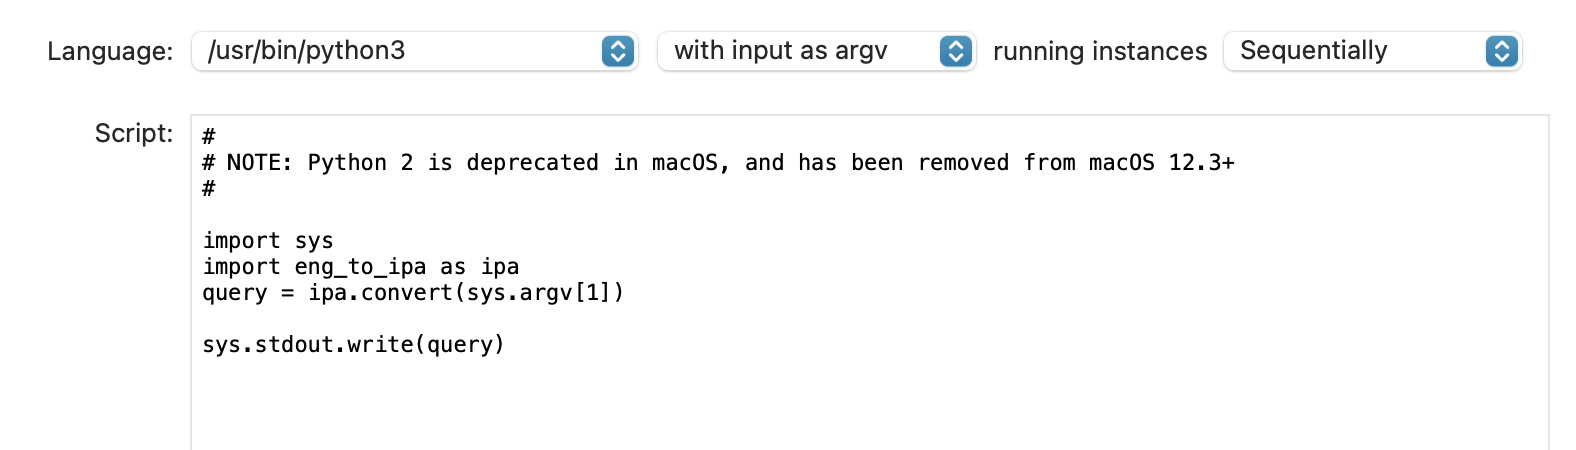 Language: /usr/bin/python3 with input as argv running instances Sequentially
Script: #
# NOTE: Python 2 is deprecated in macOS, and has been removed from macOS 12.3+
#
import sys
import eng_to_ipa as ipa
query = ipa.convert(sys.argv[1])
sys.stdout.write(query)